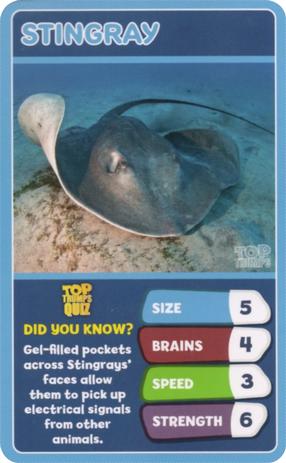 STINGRAY
TOP
TRUMPS
TOP
TRUMPS
QUIZ
DID YOU KNOW?
Gel-filled pockets
across Stingrays'
faces allow
them to pick up
electrical signals
from other
animals.
SIZE 5
BRAINS 4
SPEED 3
STRENGTH 6